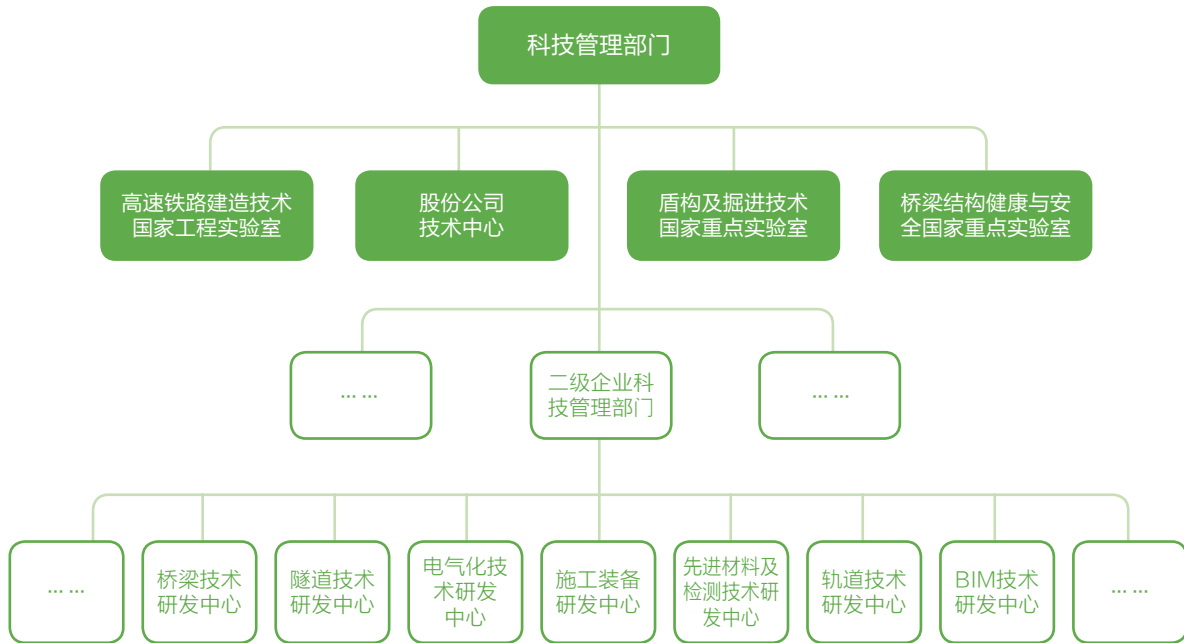 科技管理部门
高速铁路建造技术
国家工程实验室
股份公司
技术中心
盾构及掘进技术
国家重点实验室
桥梁结构健康与安
全国家重点实验室
... ...
二级企业科
技管理部门
... ...
... ...
桥梁技术
研发中心
隧道技术
研发中心
电气化技
术研发
中心
施工装备
研发中心
先进材料及
检测技术研
发中心
轨道技术
研发中心
BIM技术
研发中心
... ...